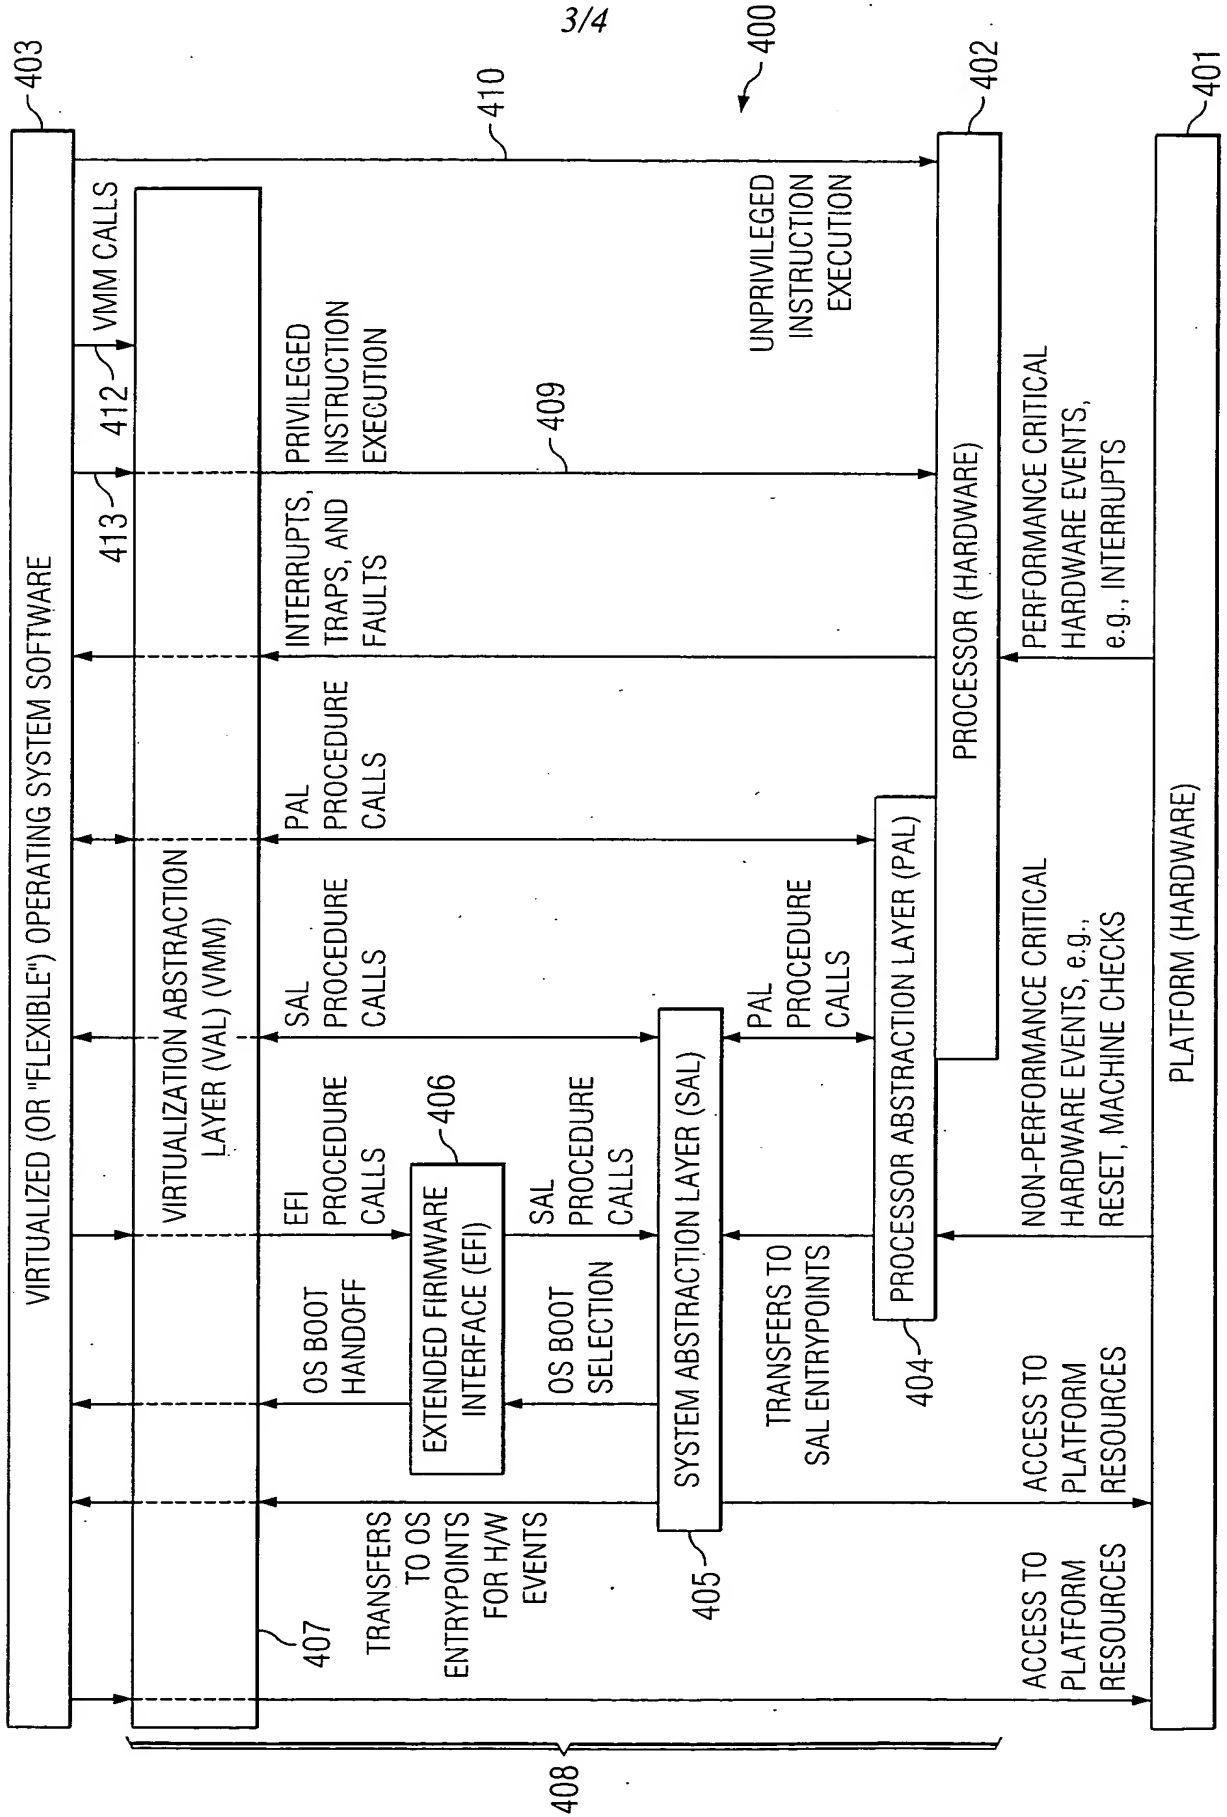 3/4
400
403
VIRTUALIZED (OR "FLEXIBLE") OPERATING SYSTEM SOFTWARE
413
412
VMM CALLS
410
407
VIRTUALIZATION ABSTRACTION
LAYER (VAL) (VMM)
408
TRANSFERS
TO OS
ENTRYPOINTS
FOR H/W
EVENTS
OS BOOT
HANDOFF
EFI
PROCEDURE
CALLS
SAL
PROCEDURE
CALLS
PAL
PROCEDURE
CALLS
INTERRUPTS,
TRAPS, AND
FAULTS
PRIVILEGED
INSTRUCTION
EXECUTION
409
EXTENDED FIRMWARE
INTERFACE (EFI)
406
OS BOOT
SELECTION
SAL
PROCEDURE
CALLS
405
SYSTEM ABSTRACTION LAYER (SAL)
TRANSFERS TO
SAL ENTRYPOINTS
PAL
PROCEDURE
CALLS
UNPRIVILEGED
INSTRUCTION
EXECUTION
404
PROCESSOR ABSTRACTION LAYER (PAL)
PROCESSOR (HARDWARE)
402
ACCESS TO
PLATFORM
RESOURCES
ACCESS TO
PLATFORM
RESOURCES
NON-PERFORMANCE CRITICAL
HARDWARE EVENTS, e.g.,
RESET, MACHINE CHECKS
PERFORMANCE CRITICAL
HARDWARE EVENTS,
e.g., INTERRUPTS
PLATFORM (HARDWARE)
401